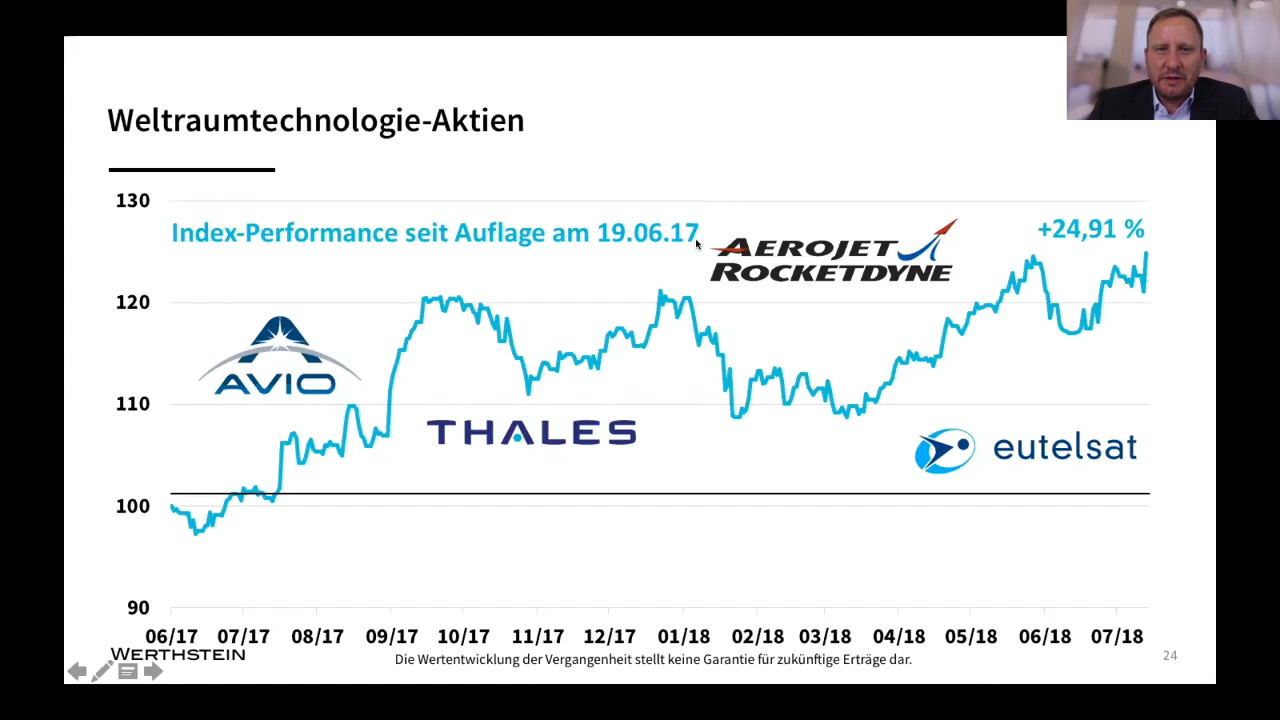 Weltraumtechnologie-Aktien
130
Index-Performance seit Auflage am 19.06.17
+24,91 %
AEROJET
ROCKETDYNE
120
AVIO
110
THALES
eutelsat
100
90
06/17 07/17 08/17 09/17 10/17 11/17 12/17 01/18 02/18 03/18 04/18 05/18 06/18 07/18
WERTHSTEIN
Die Wertentwicklung der Vergangenheit stellt keine Garantie für zukünftige Erträge dar.
24